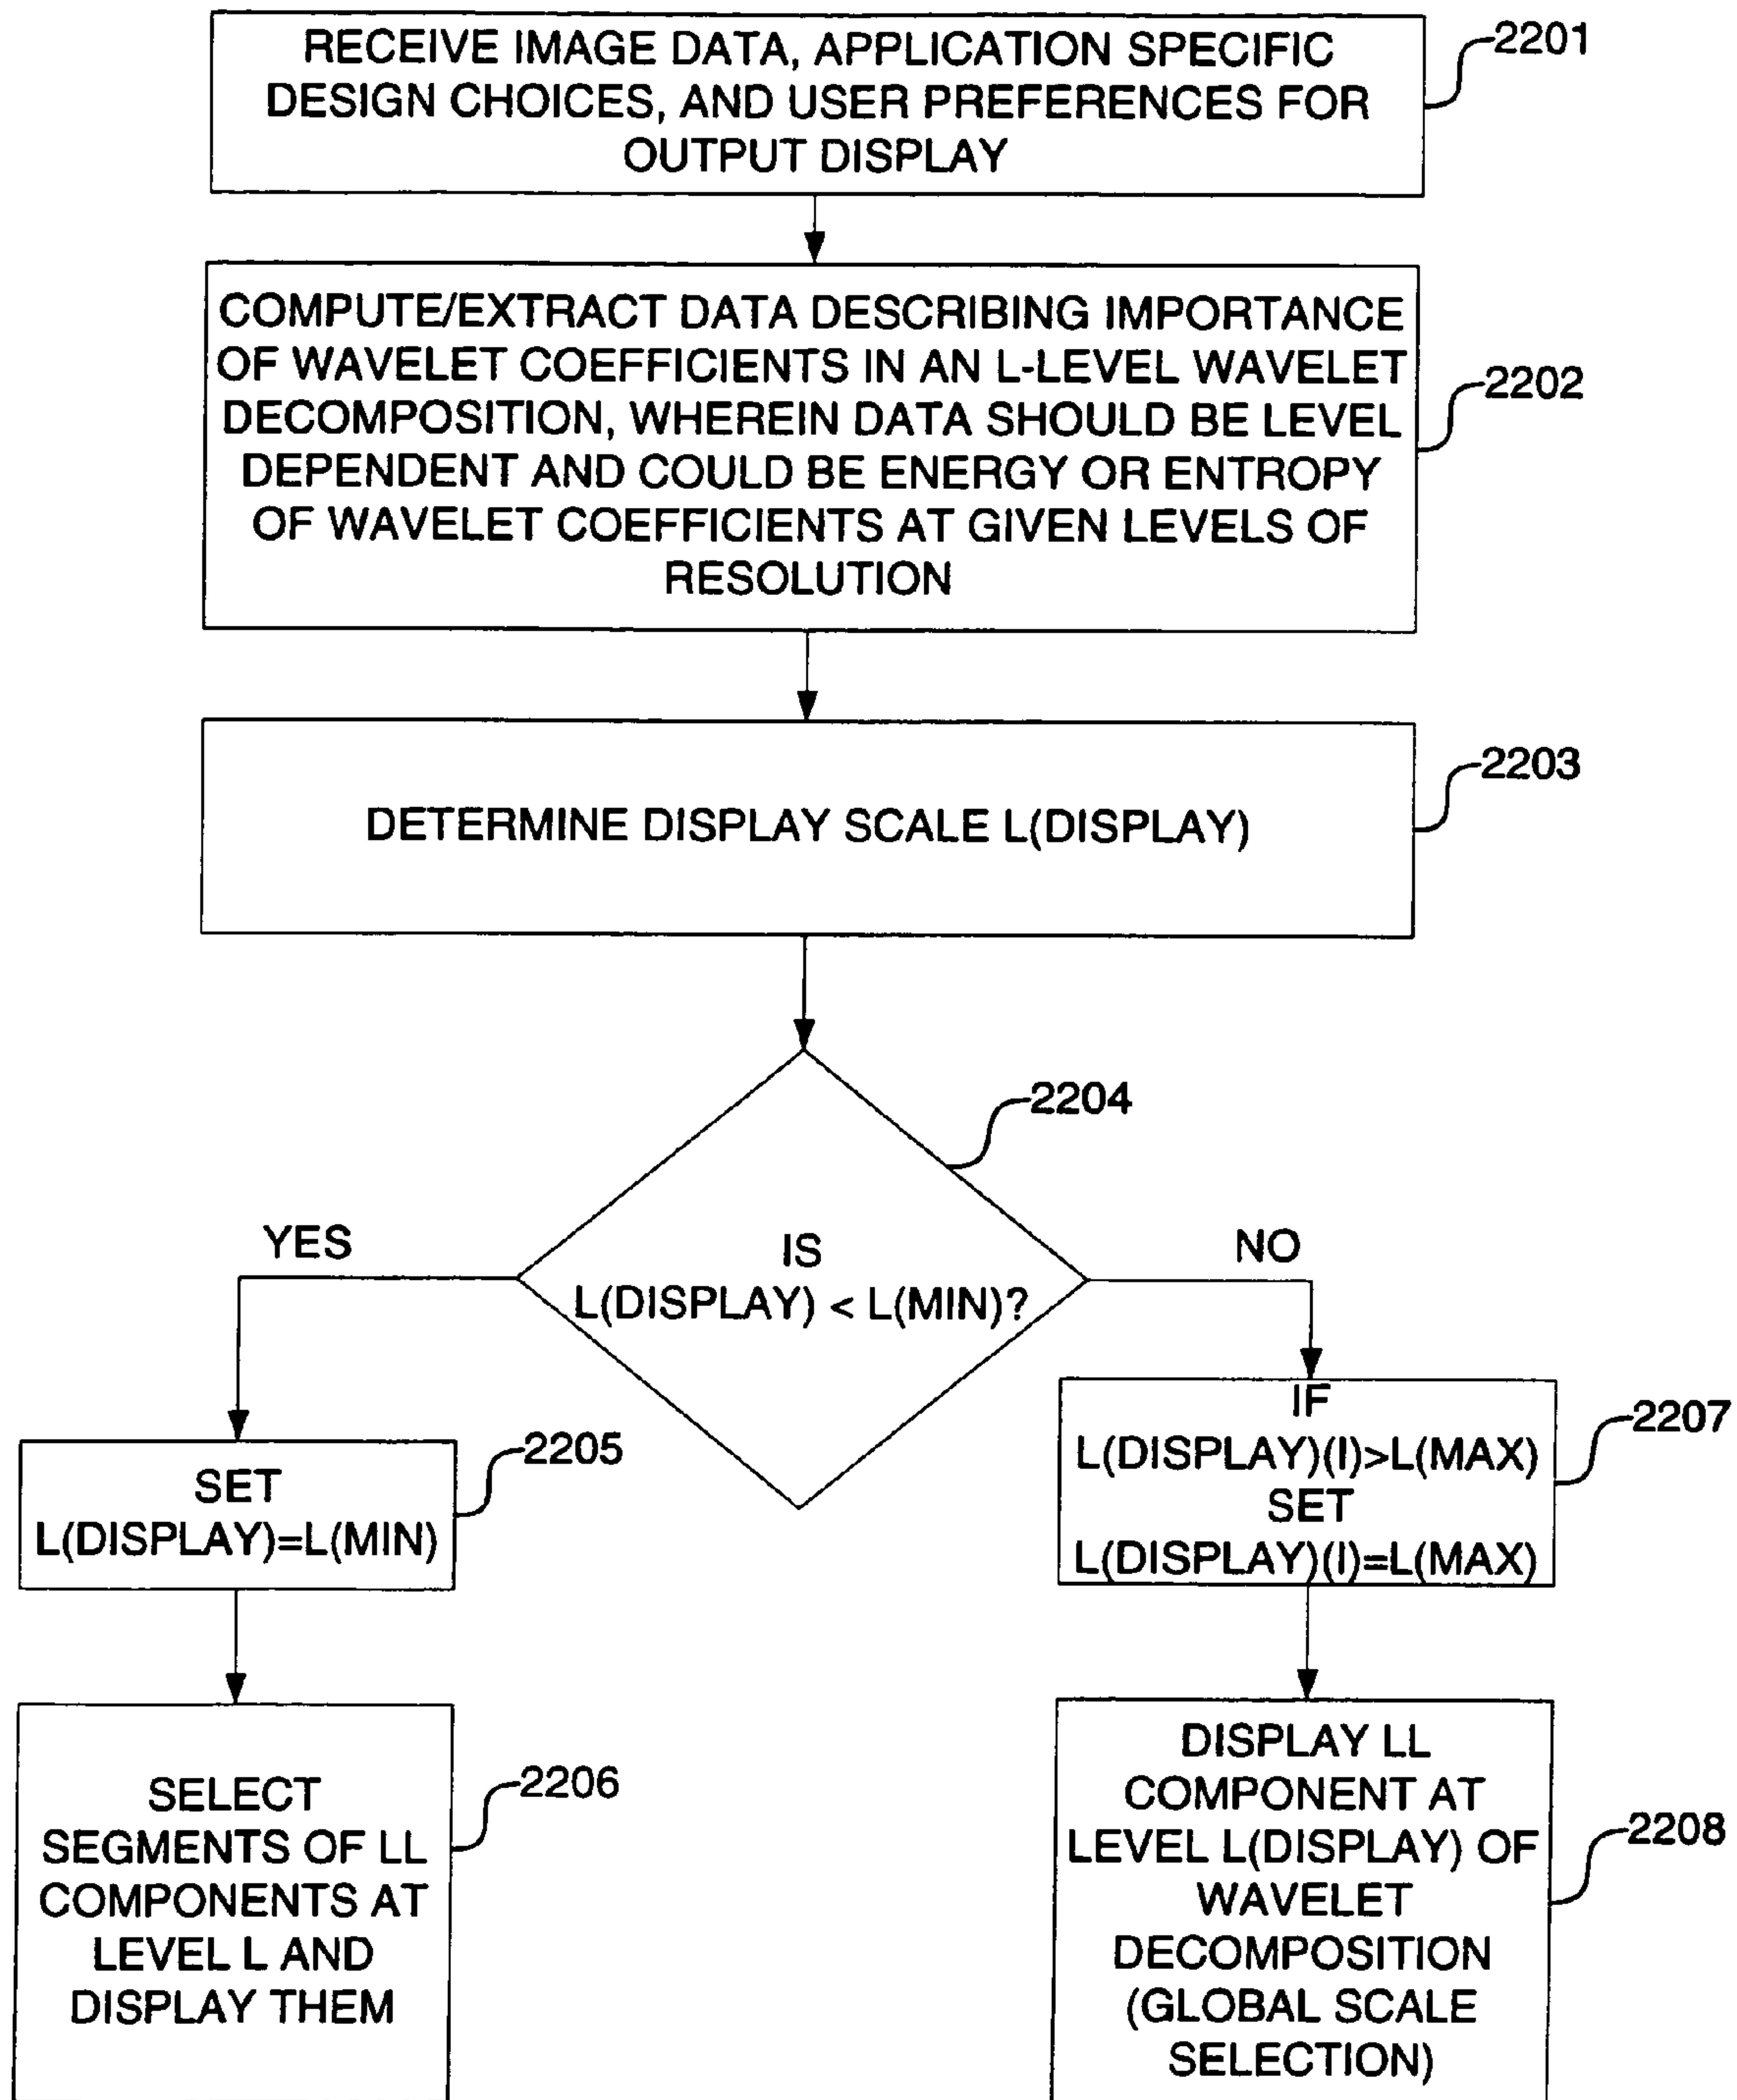 RECEIVE IMAGE DATA, APPLICATION SPECIFIC
DESIGN CHOICES, AND USER PREFERENCES FOR
OUTPUT DISPLAY
2201
COMPUTE/EXTRACT DATA DESCRIBING IMPORTANCE
OF WAVELET COEFFICIENTS IN AN L-LEVEL WAVELET
DECOMPOSITION, WHEREIN DATA SHOULD BE LEVEL
DEPENDENT AND COULD BE ENERGY OR ENTROPY
OF WAVELET COEFFICIENTS AT GIVEN LEVELS OF
RESOLUTION
2202
DETERMINE DISPLAY SCALE L(DISPLAY)
2203
2204
IS
L(DISPLAY) < L(MIN)?
YES
NO
SET
L(DISPLAY)=L(MIN)
2205
IF
L(DISPLAY)(I)>L(MAX)
SET
L(DISPLAY)(I)=L(MAX)
2207
SELECT
SEGMENTS OF LL
COMPONENTS AT
LEVEL L AND
DISPLAY THEM
2206
DISPLAY LL
COMPONENT AT
LEVEL L(DISPLAY) OF
WAVELET
DECOMPOSITION
(GLOBAL SCALE
SELECTION)
2208